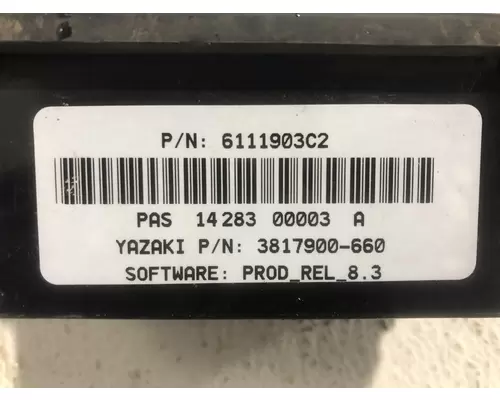 P/N: 6111903C2
PAS 14283 00003 A
YAZAKI P/N: 3817900-660
SOFTWARE: PROD_REL_8.3